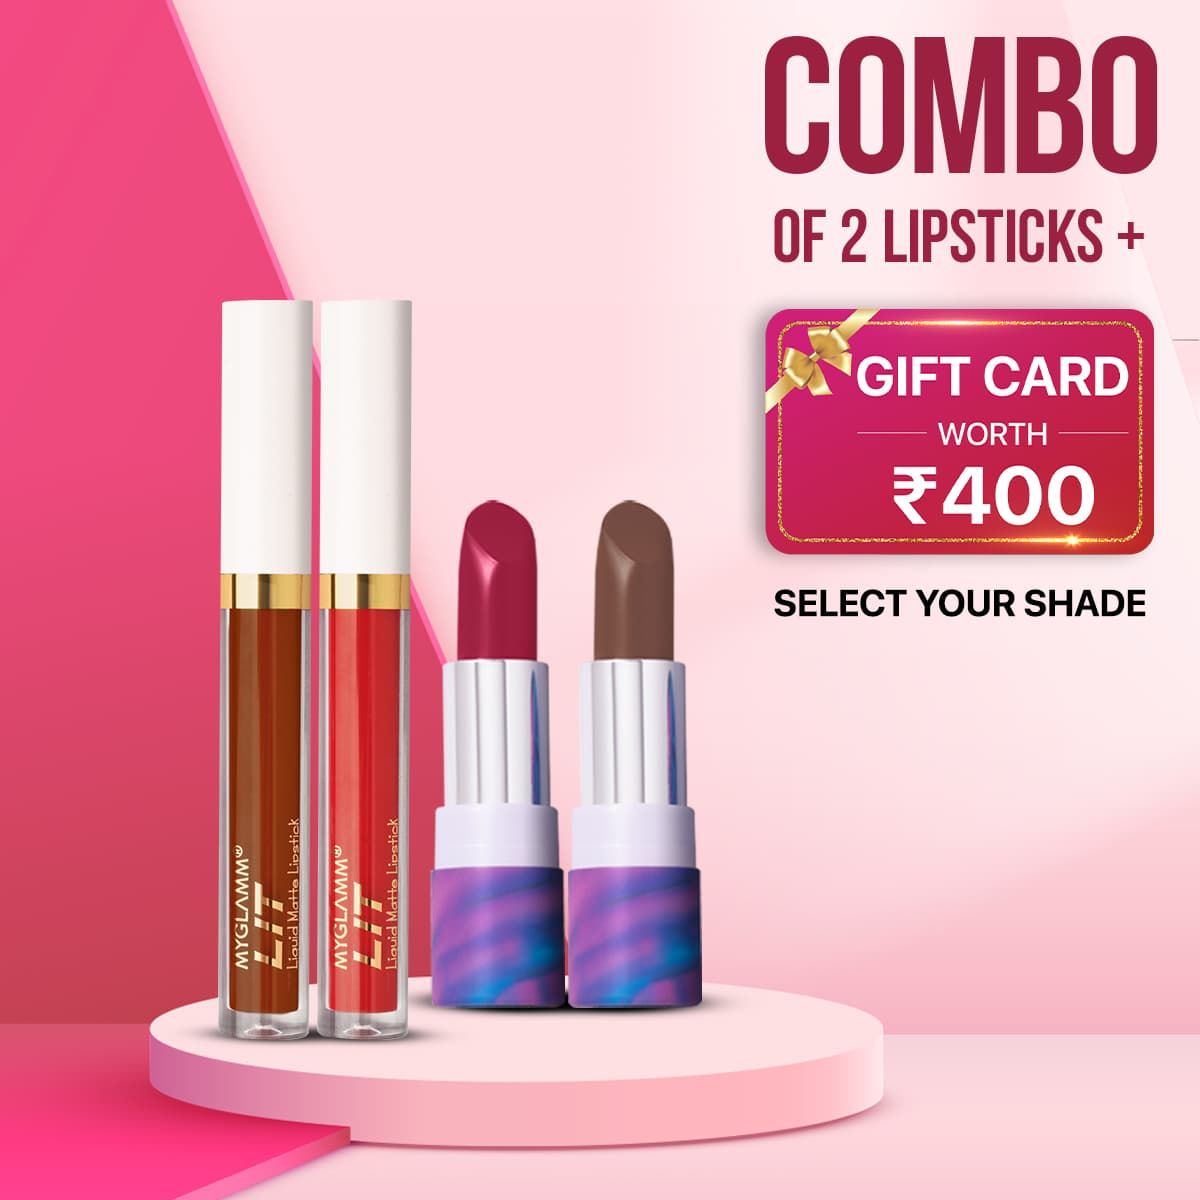 COMBO
OF 2 LIPSTICKS +
GIFT CARD
WORTH
₹400
SELECT YOUR SHADE
MYGLAMM®
LIT
Liquid Matte Lipstick
MYGLAMM®
LIT
Liquid Matte Lipstick